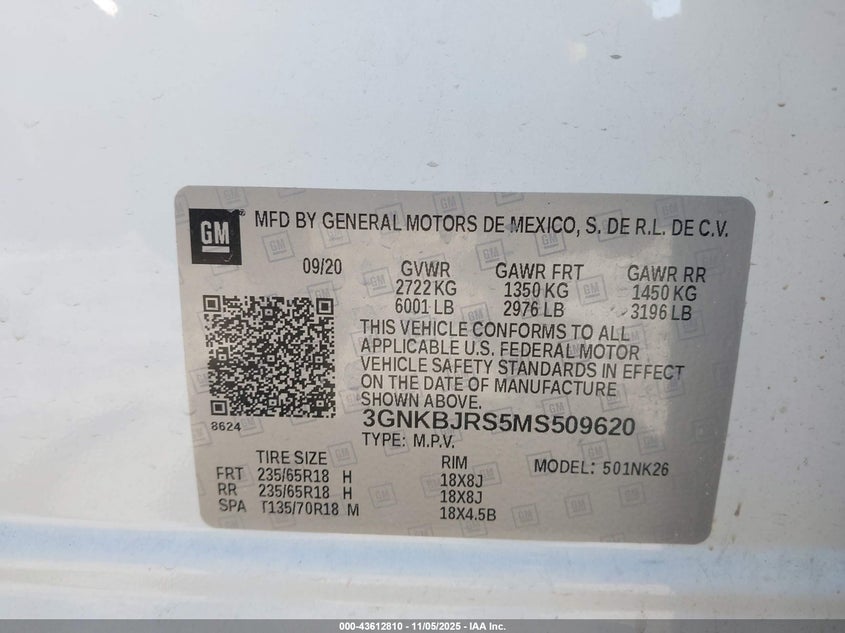 GM
MFD BY GENERAL MOTORS DE MEXICO, S. DE R.L. DE C.V.
09/20 GVWR GAWR FRT GAWR RR
2722 KG 1350 KG 1450 KG
6001 LB 2976 LB 3196 LB
THIS VEHICLE CONFORMS TO ALL
APPLICABLE U.S. FEDERAL MOTOR
VEHICLE SAFETY STANDARDS IN EFFECT
ON THE DATE OF MANUFACTURE
SHOWN ABOVE.
8624
3GNKBJRS5MS509620
TYPE: M.P.V.
TIRE SIZE RIM MODEL: 501NK26
FRT 235/65R18 H 18X8J
RR 235/65R18 H 18X8J
SPA T135/70R18 M 18X4.5B
000-43612810 - 11/05/2025 - IAA Inc.